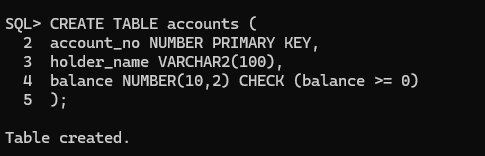 SQL> CREATE TABLE accounts (
2 account_no NUMBER PRIMARY KEY,
3 holder_name VARCHAR2(100),
4 balance NUMBER(10,2) CHECK (balance >= 0)
5 );
Table created.